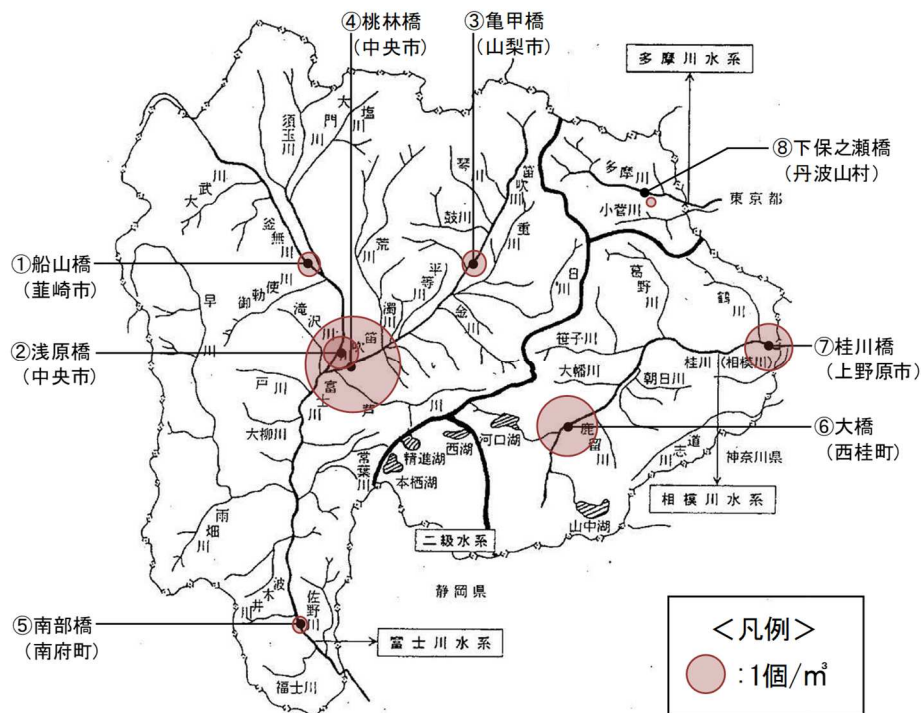 ④桃林橋
（中央市）
③亀甲橋
（山梨市）
多摩川水系
⑧下保之瀬橋
（丹波山村）
東京都
多摩川
小菅川
大門川
塩川
須玉川
大武川
釜無川
琴川
笛吹川
鼓川
重川
荒川
①船山橋
（韮崎市）
御勅使川
平等川
濁川
金川
日川
葛野川
鶴川
早川
滝沢川
②浅原橋
（中央市）
笛吹川
笹子川
桂川（相模川）
⑦桂川橋
（上野原市）
大幡川
朝日川
戸川
富士川
芦川
大柳川
⑥大橋
（西桂町）
鹿留川
道志川
神奈川県
河口湖
西湖
精進湖
本栖湖
常葉川
相模川水系
山中湖
雨畑川
二級水系
静岡県
波木井川
佐野川
⑤南部橋
（南府町）
富士川水系
福士川
＜凡例＞
：1個/㎥